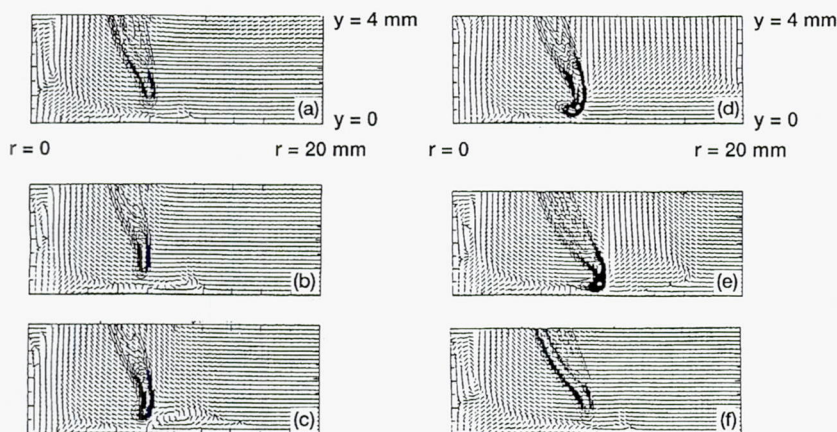 y = 4 mm
(a)
y = 0
r = 0
r = 20 mm
(b)
(c)
y = 4 mm
(d)
y = 0
r = 0
r = 20 mm
(e)
(f)